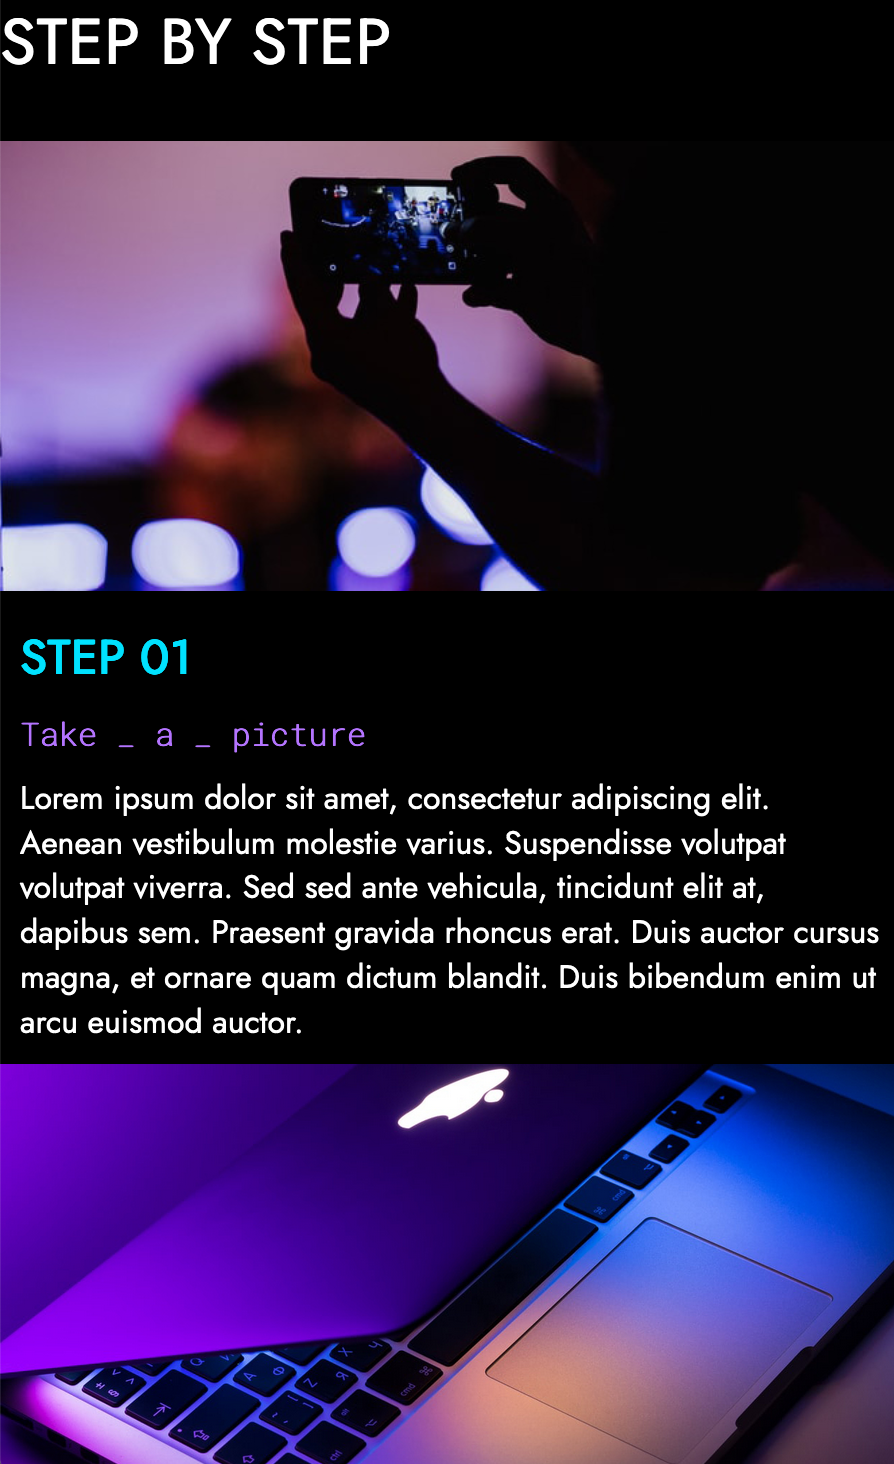 STEP BY STEP
STEP 01
Take _ a _ picture
Lorem ipsum dolor sit amet, consectetur adipiscing elit.
Aenean vestibulum molestie varius. Suspendisse volutpat
volutpat viverra. Sed sed ante vehicula, tincidunt elit at,
dapibus sem. Praesent gravida rhoncus erat. Duis auctor cursus
magna, et ornare quam dictum blandit. Duis bibendum enim ut
arcu euismod auctor.